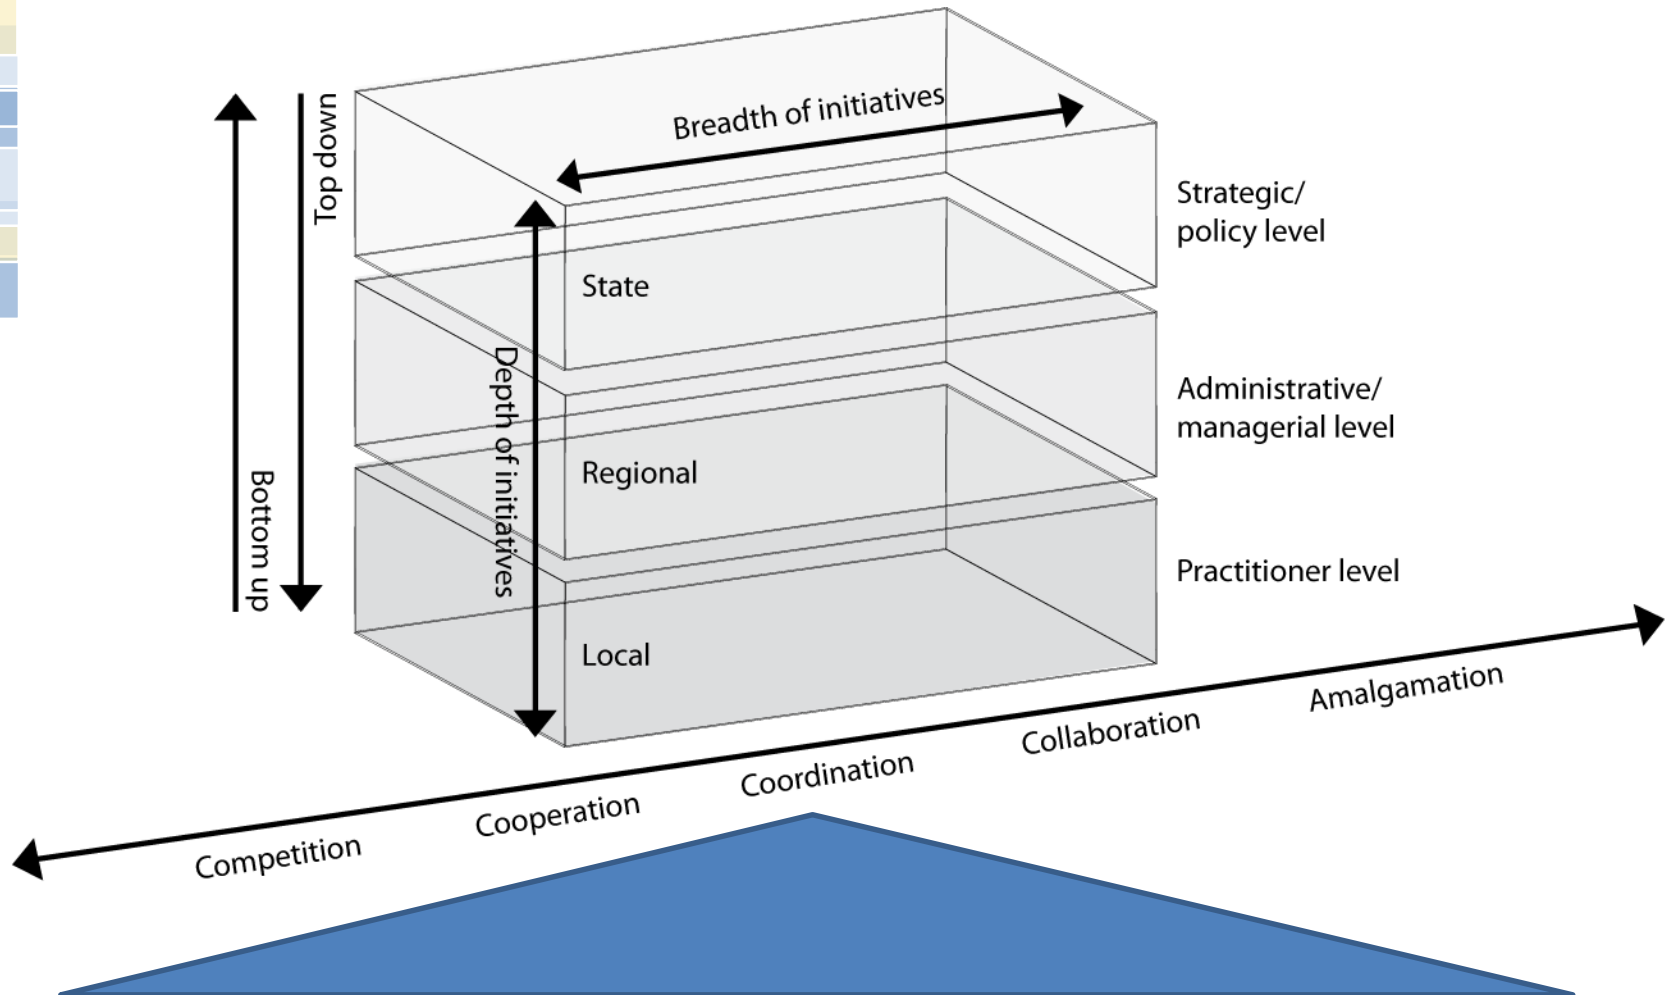 Top down
Bottom up
Breadth of initiatives
Depth of initiatives
State
Regional
Local
Strategic/
policy level
Administrative/
managerial level
Practitioner level
Competition
Cooperation
Coordination
Collaboration
Amalgamation